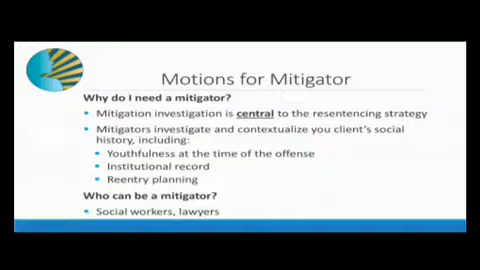 Motions for Mitigator
Why do I need a mitigator?
▪ Mitigation investigation is central to the resentencing strategy
▪ Mitigators investigate and contextualize you client's social
history, including:
▪ Youthfulness at the time of the offense
▪ Institutional record
▪ Reentry planning
Who can be a mitigator?
▪ Social workers, lawyers